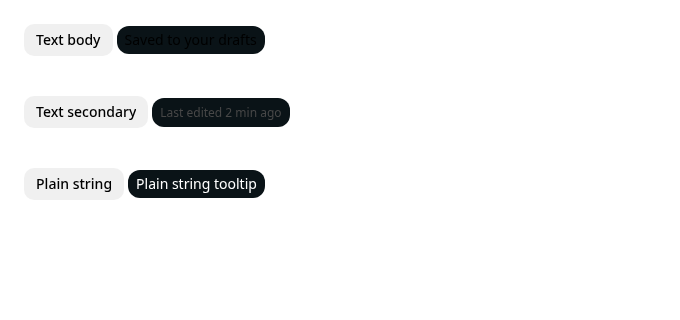 Text body Saved to your drafts
Text secondary Last edited 2 min ago
Plain string Plain string tooltip